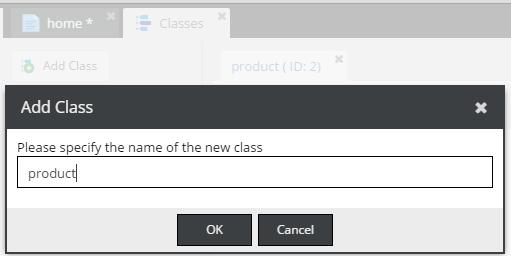 home *
Classes
Add Class
product ( ID: 2)
Add Class
Please specify the name of the new class
product
OK
Cancel